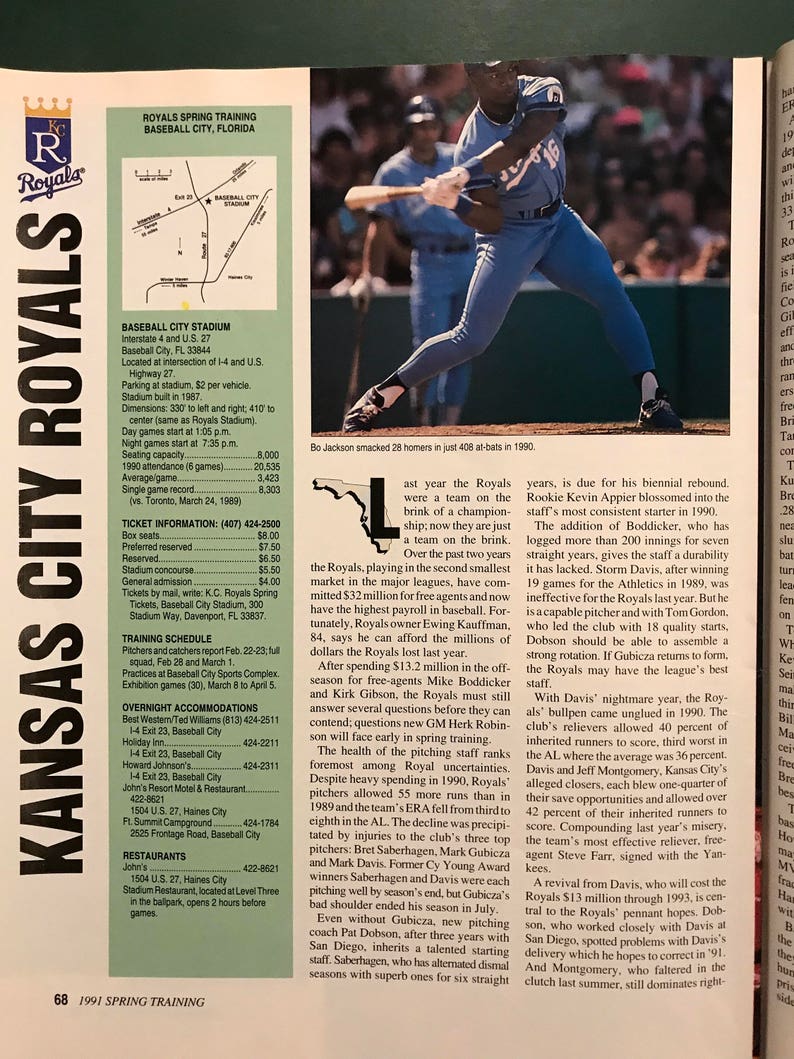 KC
R
Royals
KANSAS CITY ROYALS
ROYALS SPRING TRAINING
BASEBALL CITY, FLORIDA
0 1 2 3
scale of miles
Orlando
Exit 23
BASEBALL CITY
STADIUM
Interstate 4
Tampa
N
Route 27
Winter Haven
Haines City
BASEBALL CITY STADIUM
Interstate 4 and U.S. 27
Baseball City, FL 33844
Located at intersection of I-4 and U.S.
Highway 27.
Parking at stadium, $2 per vehicle.
Stadium built in 1987.
Dimensions: 330' to left and right; 410' to
center (same as Royals Stadium).
Day games start at 1:05 p.m.
Night games start at 7:35 p.m.
Seating capacity.....8,000
1990 attendance (6 games).....20,535
Average/game.....3,423
Single game record.....8,303
(vs. Toronto, March 24, 1989)
TICKET INFORMATION: (407) 424-2500
Box seats.....$8.00
Preferred reserved.....$7.50
Reserved.....$6.50
Stadium concourse.....$5.50
General admission.....$4.00
Tickets by mail, write: K.C. Royals Spring
Tickets, Baseball City Stadium, 300
Stadium Way, Davenport, FL 33837.
TRAINING SCHEDULE
Pitchers and catchers report Feb. 22-23; full
squad, Feb 28 and March 1.
Practices at Baseball City Sports Complex.
Exhibition games (30), March 8 to April 5.
OVERNIGHT ACCOMMODATIONS
Best Western/Ted Williams (813) 424-2511
I-4 Exit 23, Baseball City
Holiday Inn.....424-2211
I-4 Exit 23, Baseball City
Howard Johnson's.....424-2311
I-4 Exit 23, Baseball City
John's Resort Motel & Restaurant.....
422-8621
1504 U.S. 27, Haines City
Ft. Summit Campground.....424-1784
2525 Frontage Road, Baseball City
RESTAURANTS
John's.....422-8621
1504 U.S. 27, Haines City
Stadium Restaurant, located at Level Three
in the ballpark, opens 2 hours before
games.
16
Bo Jackson smacked 28 homers in just 408 at-bats in 1990.
Last year the Royals
were a team on the
brink of a champion-
ship; now they are just
a team on the brink.
Over the past two years
the Royals, playing in the second smallest
market in the major leagues, have com-
mitted $32 million for free agents and now
have the highest payroll in baseball. For-
tunately, Royals owner Ewing Kauffman,
84, says he can afford the millions of
dollars the Royals lost last year.
After spending $13.2 million in the off-
season for free-agents Mike Boddicker
and Kirk Gibson, the Royals must still
answer several questions before they can
contend; questions new GM Herk Robin-
son will face early in spring training.
The health of the pitching staff ranks
foremost among Royal uncertainties.
Despite heavy spending in 1990, Royals'
pitchers allowed 55 more runs than in
1989 and the team's ERA fell from third to
eighth in the AL. The decline was precipi-
tated by injuries to the club's three top
pitchers: Bret Saberhagen, Mark Gubicza
and Mark Davis. Former Cy Young Award
winners Saberhagen and Davis were each
pitching well by season's end, but Gubicza's
bad shoulder ended his season in July.
Even without Gubicza, new pitching
coach Pat Dobson, after three years with
San Diego, inherits a talented starting
staff. Saberhagen, who has alternated dismal
seasons with superb ones for six straight
years, is due for his biennial rebound.
Rookie Kevin Appier blossomed into the
staff's most consistent starter in 1990.
The addition of Boddicker, who has
logged more than 200 innings for seven
straight years, gives the staff a durability
it has lacked. Storm Davis, after winning
19 games for the Athletics in 1989, was
ineffective for the Royals last year. But he
is a capable pitcher and with Tom Gordon,
who led the club with 18 quality starts,
Dobson should be able to assemble a
strong rotation. If Gubicza returns to form,
the Royals may have the league's best
staff.
With Davis' nightmare year, the Roy-
als' bullpen came unglued in 1990. The
club's relievers allowed 40 percent of
inherited runners to score, third worst in
the AL where the average was 36 percent.
Davis and Jeff Montgomery, Kansas City's
alleged closers, each blew one-quarter of
their save opportunities and allowed over
42 percent of their inherited runners to
score. Compounding last year's misery,
the team's most effective reliever, free-
agent Steve Farr, signed with the Yan-
kees.
A revival from Davis, who will cost the
Royals $13 million through 1993, is cen-
tral to the Royals' pennant hopes. Dob-
son, who worked closely with Davis at
San Diego, spotted problems with Davis's
delivery which he hopes to correct in '91.
And Montgomery, who faltered in the
clutch last summer, still dominates right-
68 1991 SPRING TRAINING